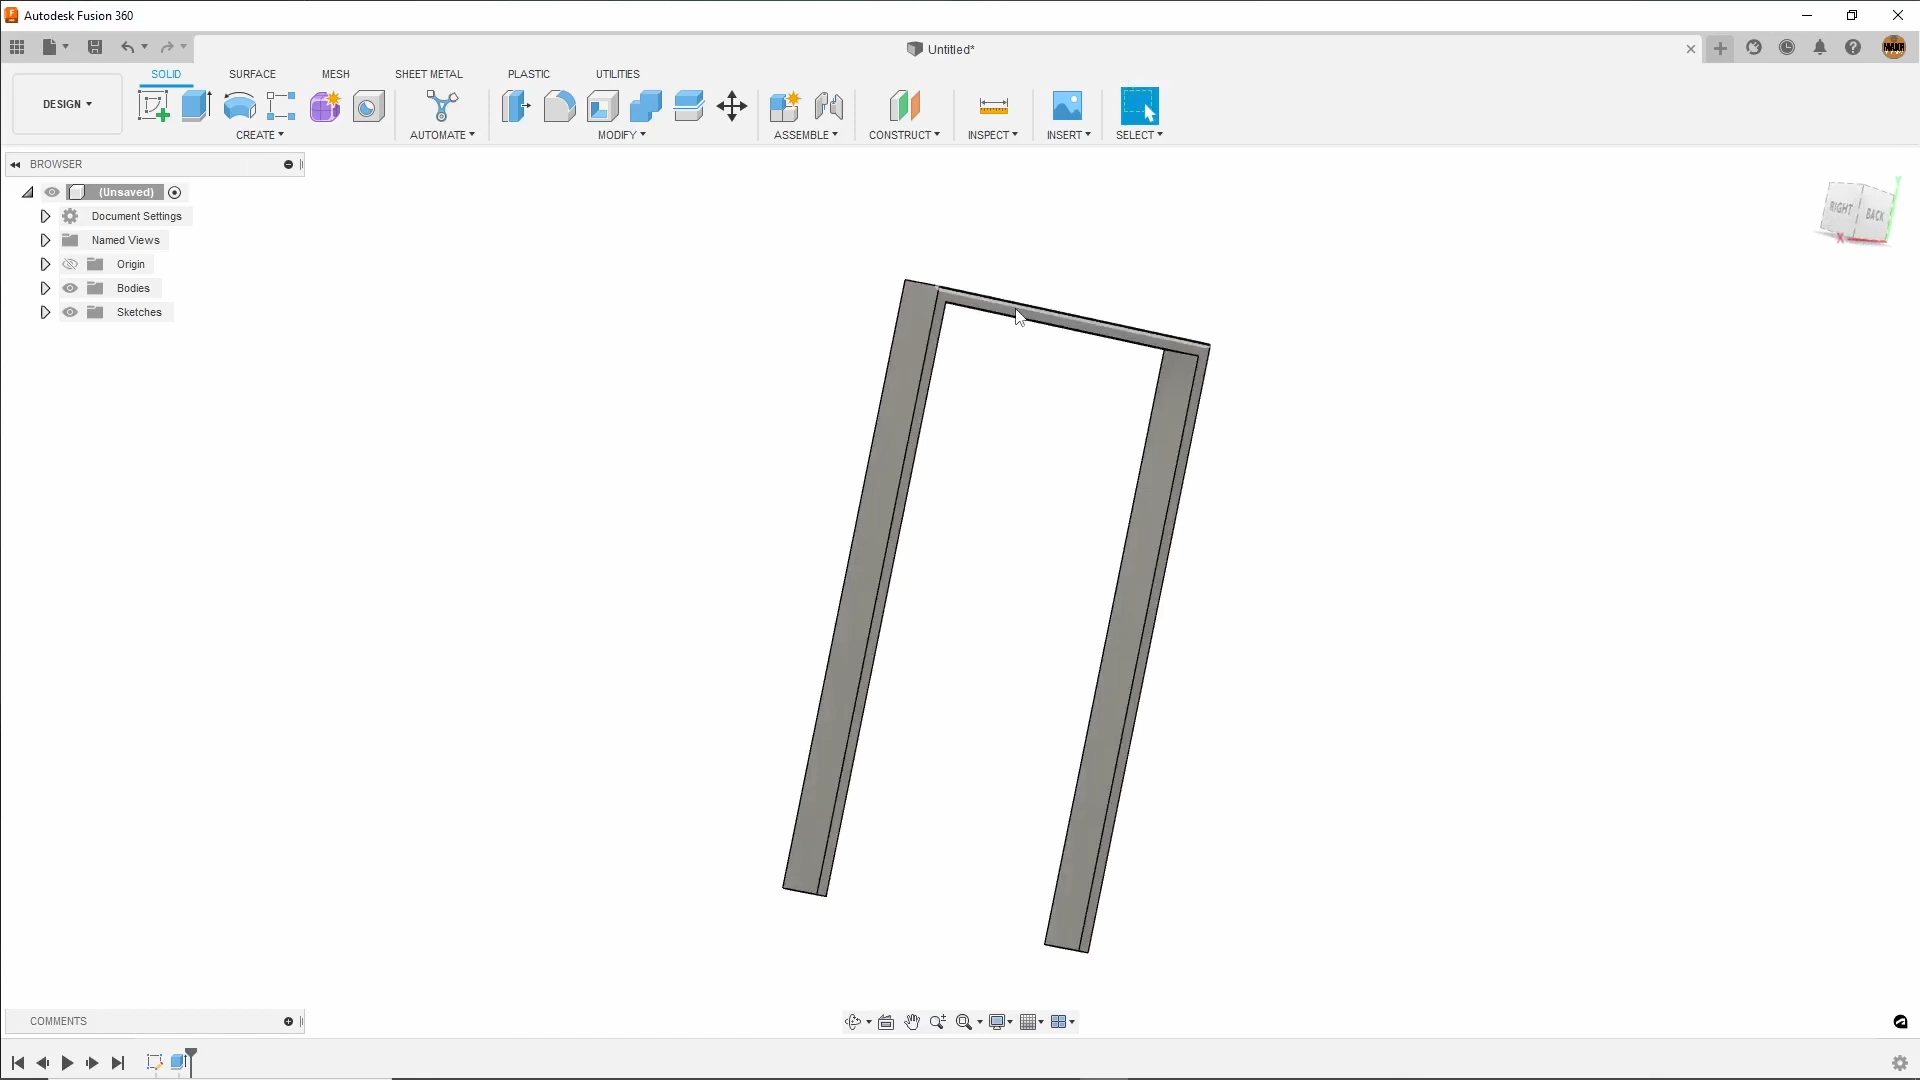 Autodesk Fusion 360
Untitled*
SOLID SURFACE MESH SHEET METAL PLASTIC UTILITIES
DESIGN
CREATE AUTOMATE MODIFY ASSEMBLE CONSTRUCT INSPECT INSERT SELECT
BROWSER
(Unsaved)
Document Settings
Named Views
Origin
Bodies
Sketches
RIGHT BACK
Y
X
COMMENTS